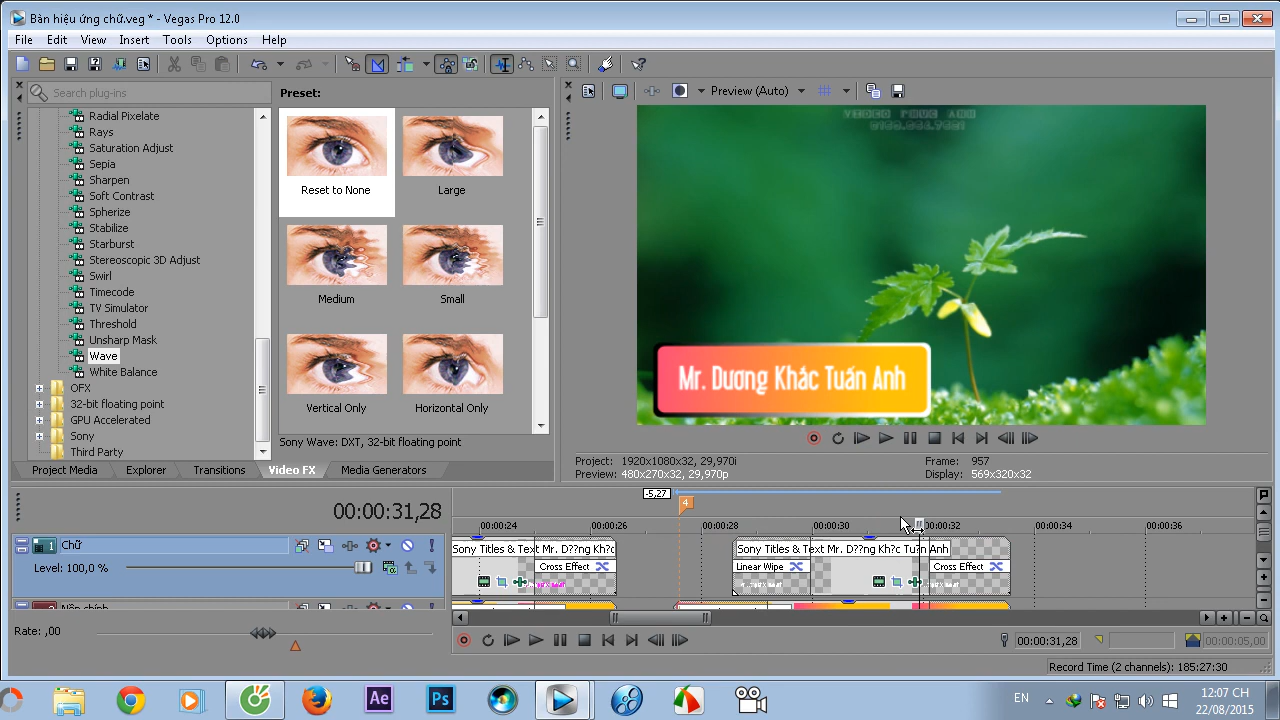 Bàn hiệu ứng chữ.veg * - Vegas Pro 12.0
File Edit View Insert Tools Options Help
Search plug-ins
Radial Pixelate
Rays
Saturation Adjust
Sepia
Sharpen
Soft Contrast
Spherize
Stabilize
Starburst
Stereoscopic 3D Adjust
Swirl
Timecode
TV Simulator
Threshold
Unsharp Mask
Wave
White Balance
OFX
32-bit floating point
GPU Accelerated
Sony
Third Party
Preset:
Reset to None
Large
Medium
Small
Vertical Only
Horizontal Only
Sony Wave: DXT, 32-bit floating point
Project Media Explorer Transitions Video FX Media Generators
Preview (Auto)
VIDEO PHUC ANH
Mr. Dương Khắc Tuấn Anh
Project: 1920x1080x32, 29,970i
Preview: 480x270x32, 29,970p
Frame: 957
Display: 569x320x32
00:00:31,28
-5,27
4
00:00:24 00:00:26 00:00:28 00:00:30 00:00:32 00:00:34 00:00:36
1 Chữ
Level: 100,0 %
Sony Titles & Text Mr. D??ng Kh?c
Cross Effect
Sony Titles & Text Mr. D??ng Kh?c Tu?n Anh
Linear Wipe
Cross Effect
Rate: ,00
00:00:31,28
00:00:05,00
Record Time (2 channels): 185:27:30
Ae
Ps
EN
12:07 CH
22/08/2015